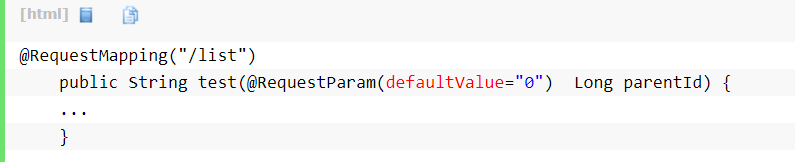 [html]
@RequestMapping("/list")
    public String test(@RequestParam(defaultValue="0")  Long parentId) {
    ...
    }